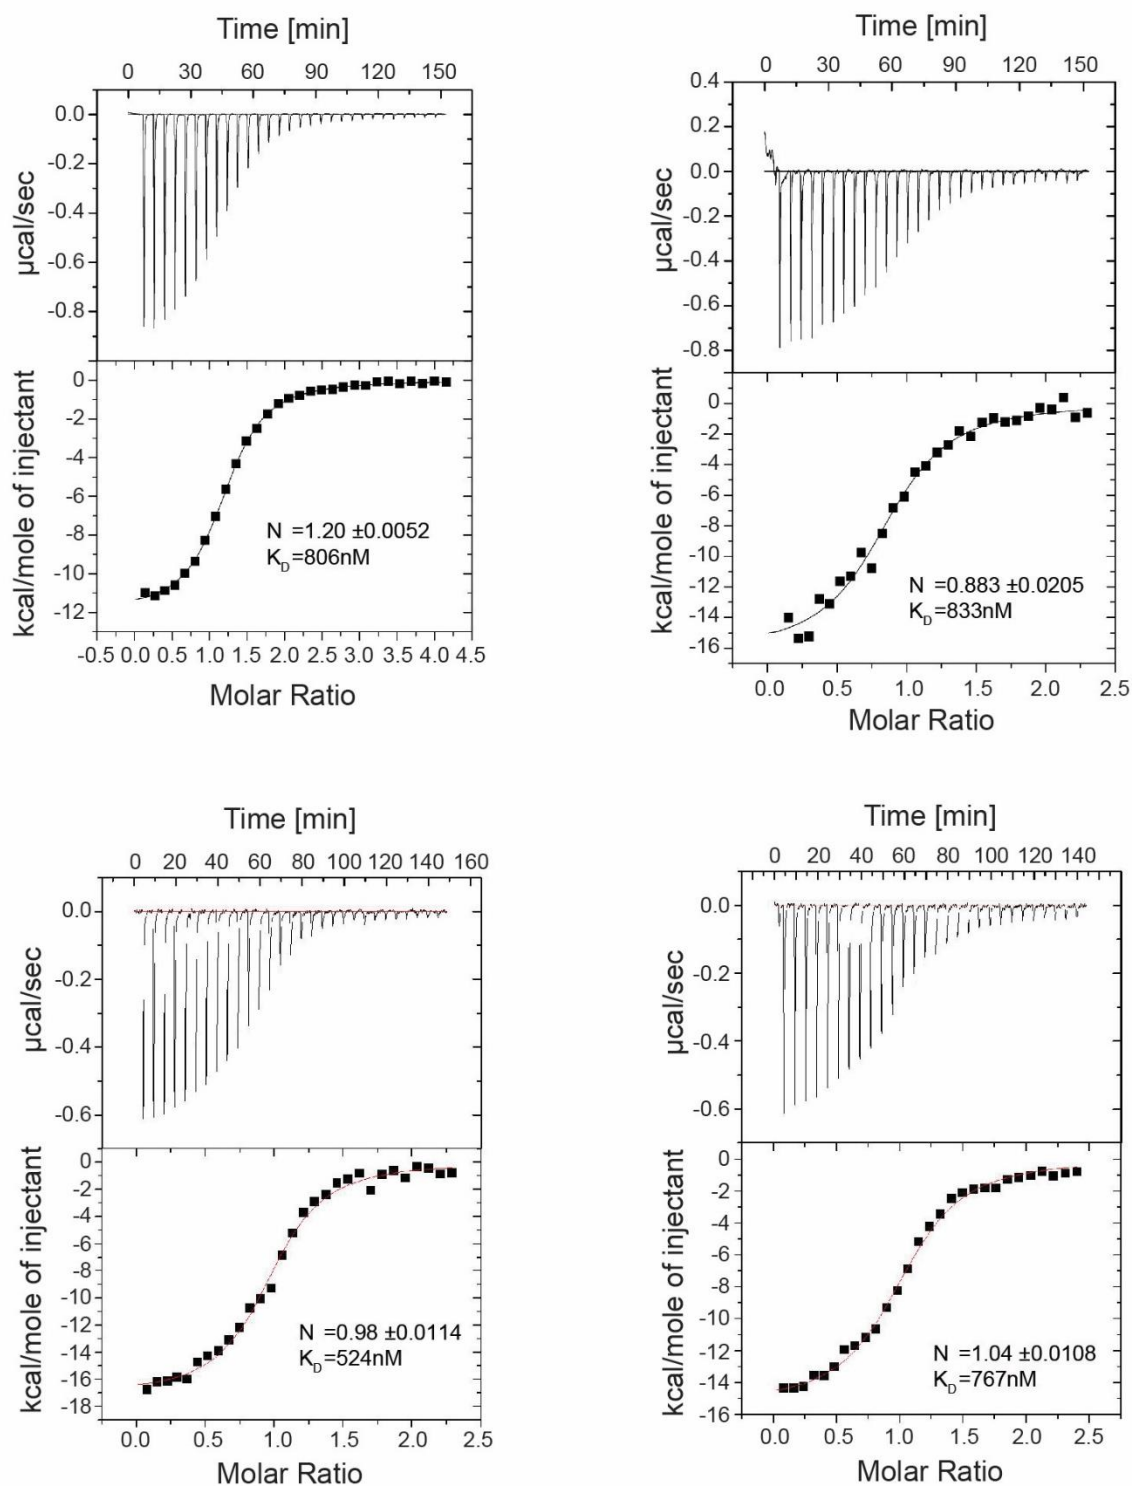 Time [min]
0 30 60 90 120 150
0.0
-0.2
-0.4
-0.6
-0.8
µcal/sec
0
-2
-4
-6
-8
-10
-12
kcal/mole of injectant
N =1.20 ±0.0052
KD=806nM
-0.5 0.0 0.5 1.0 1.5 2.0 2.5 3.0 3.5 4.0 4.5
Molar Ratio
Time [min]
0 30 60 90 120 150
0.4
0.2
0.0
-0.2
-0.4
-0.6
-0.8
µcal/sec
0
-2
-4
-6
-8
-10
-12
-14
-16
kcal/mole of injectant
N =0.883 ±0.0205
KD=833nM
0.0 0.5 1.0 1.5 2.0 2.5
Molar Ratio
Time [min]
0 20 40 60 80 100 120 140 160
0.0
-0.2
-0.4
-0.6
µcal/sec
0
-2
-4
-6
-8
-10
-12
-14
-16
-18
kcal/mole of injectant
N =0.98 ±0.0114
KD=524nM
0.0 0.5 1.0 1.5 2.0 2.5
Molar Ratio
Time [min]
0 20 40 60 80 100 120 140
0.0
-0.2
-0.4
-0.6
µcal/sec
0
-2
-4
-6
-8
-10
-12
-14
-16
kcal/mole of injectant
N =1.04 ±0.0108
KD=767nM
0.0 0.5 1.0 1.5 2.0 2.5
Molar Ratio